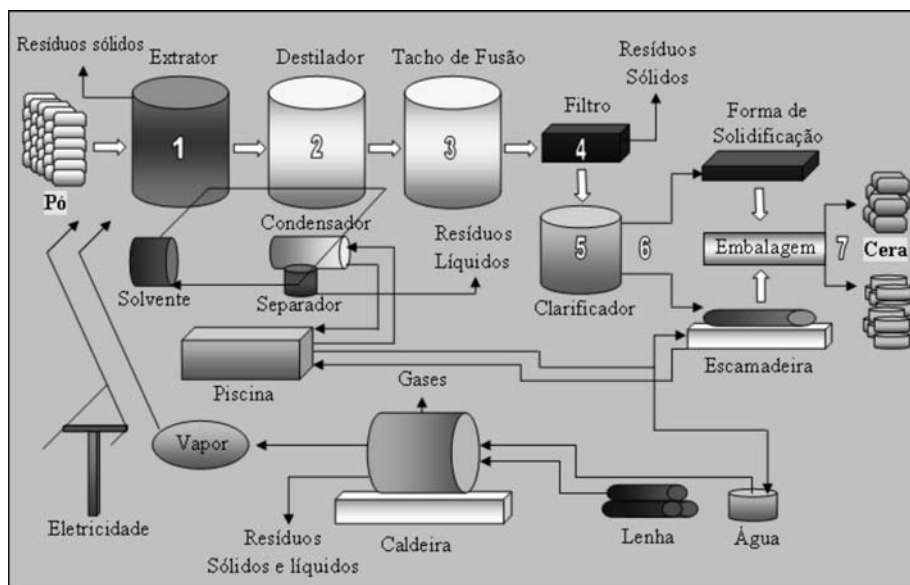 Resíduos sólidos
Extrator
Destilador
Tacho de Fusão
Resíduos
Sólidos
Filtro
Forma de
Solidificação
1
2
3
4
Pó
5
6
Embalagem
7
Cera
Condensador
Resíduos
Líquidos
Solvente
Separador
Clarificador
Piscina
Escamadeira
Gases
Vapor
Eletricidade
Resíduos
Sólidos e líquidos
Caldeira
Lenha
Água